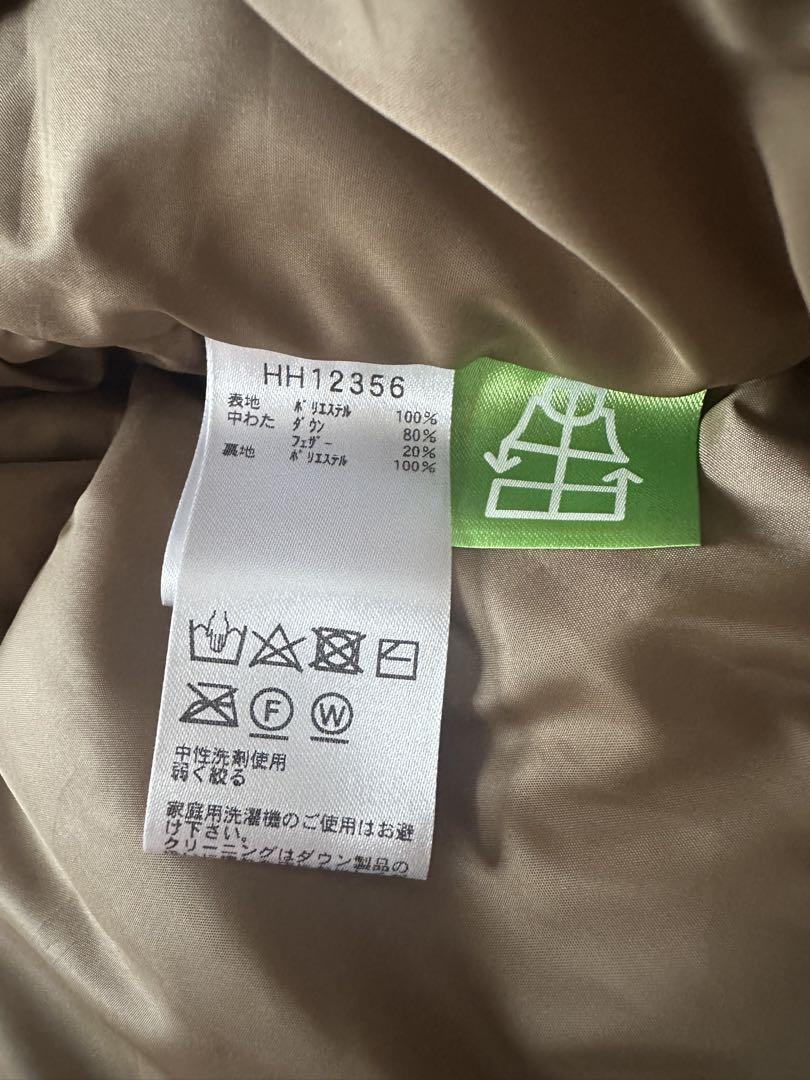 HH12356
表地 ポリエステル 100%
中わた ダウン 80%
フェザー 20%
裏地 ポリエステル 100%
F W
中性洗剤使用
弱く絞る
家庭用洗濯機のご使用はお避
け下さい。
クリーニングはダウン製品の